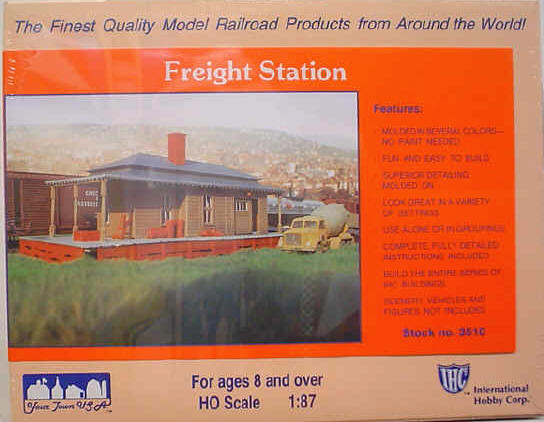 The Finest Quality Model Railroad Products from Around the World!
Freight Station
Features:
MOLDED IN SEVERAL COLORS—
NO PAINT NEEDED
FUN AND EASY TO BUILD
SUPERIOR DETAILING
MOLDED ON
LOOK GREAT IN A VARIETY
OF SETTINGS
USE ALONE OR IN GROUPINGS
COMPLETE, FULLY DETAILED
INSTRUCTIONS INCLUDED
BUILD THE ENTIRE SERIES OF
IHC BUILDINGS
SCENERY, VEHICLES AND
FIGURES NOT INCLUDED
Stock no. 3510
Your Town U.S.A.
For ages 8 and over
HO Scale 1:87
IHC
International
Hobby Corp.